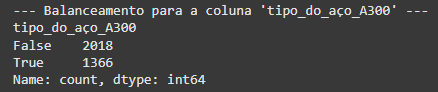 --- Balanceamento para a coluna 'tipo_do_aço_A300' ---
tipo_do_aço_A300
False    2018
True     1366
Name: count, dtype: int64